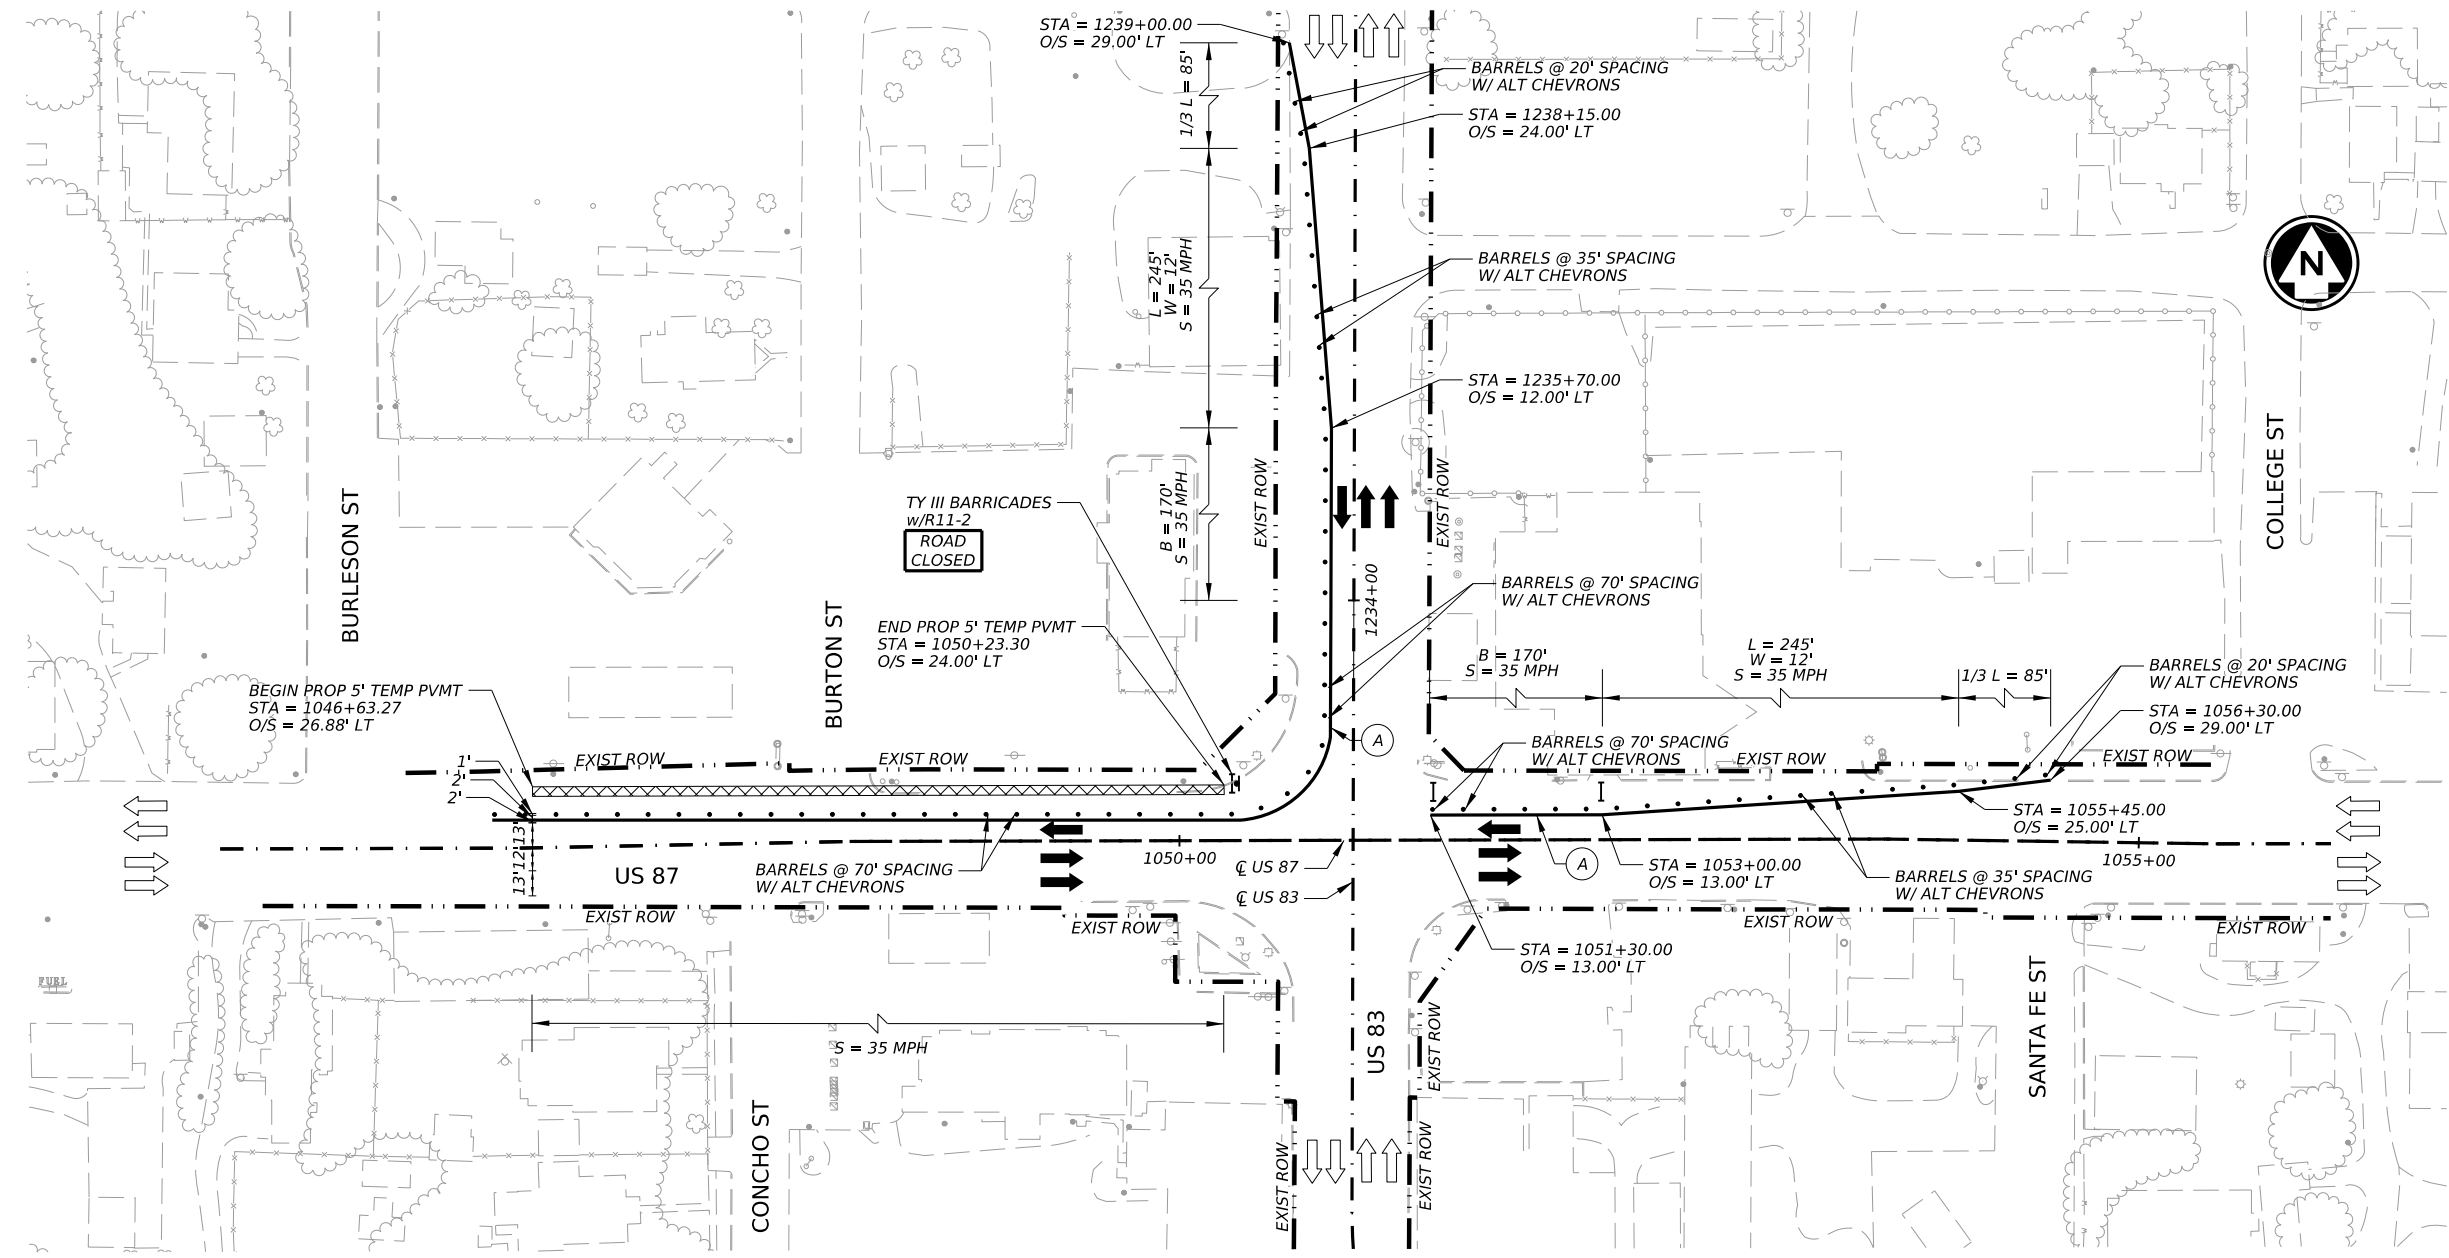 STA = 1239+00.00
O/S = 29.00' LT
1/3 L = 85'
BARRELS @ 20' SPACING
W/ ALT CHEVRONS
STA = 1238+15.00
O/S = 24.00' LT
L = 245'
W = 12'
S = 35 MPH
BARRELS @ 35' SPACING
W/ ALT CHEVRONS
N
STA = 1235+70.00
O/S = 12.00' LT
COLLEGE ST
BURLESON ST
EXIST ROW
EXIST ROW
B = 170'
S = 35 MPH
TY III BARRICADES
w/R11-2
ROAD
CLOSED
BARRELS @ 70' SPACING
W/ ALT CHEVRONS
1234+00
BURTON ST
END PROP 5' TEMP PVMT
STA = 1050+23.30
O/S = 24.00' LT
B = 170'
S = 35 MPH
L = 245'
W = 12'
S = 35 MPH
1/3 L = 85'
BARRELS @ 20' SPACING
W/ ALT CHEVRONS
BEGIN PROP 5' TEMP PVMT
STA = 1046+63.27
O/S = 26.88' LT
STA = 1056+30.00
O/S = 29.00' LT
A
BARRELS @ 70' SPACING
W/ ALT CHEVRONS
EXIST ROW
EXIST ROW
EXIST ROW
EXIST ROW
1'
2'
2'
13'
12'
13'
STA = 1055+45.00
O/S = 25.00' LT
1050+00
1055+00
US 87
BARRELS @ 70' SPACING
W/ ALT CHEVRONS
℄ US 87
℄ US 83
A
STA = 1053+00.00
O/S = 13.00' LT
BARRELS @ 35' SPACING
W/ ALT CHEVRONS
EXIST ROW
EXIST ROW
EXIST ROW
EXIST ROW
STA = 1051+30.00
O/S = 13.00' LT
FUEL
S = 35 MPH
US 83
EXIST ROW
SANTA FE ST
CONCHO ST
EXIST ROW
EXIST ROW